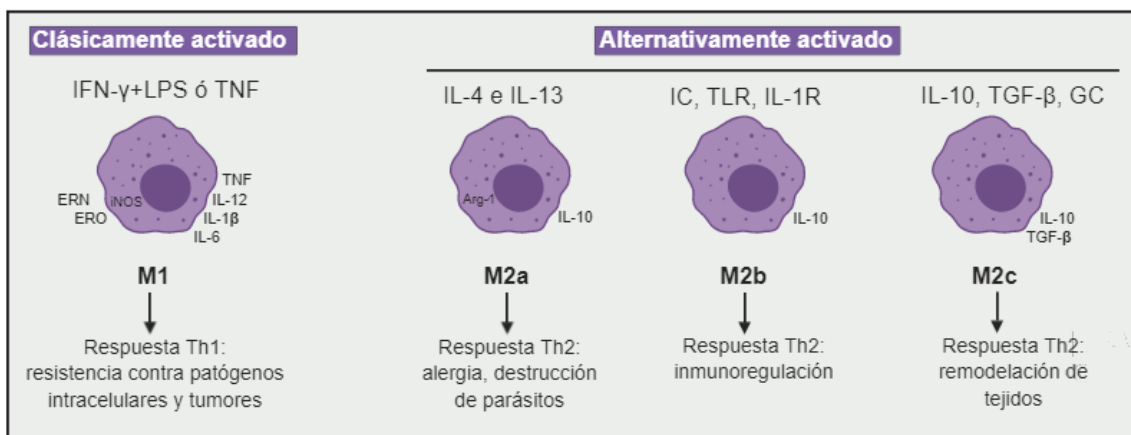 Clásicamente activado
Alternativamente activado
IFN-γ+LPS ó TNF
IL-4 e IL-13
IC, TLR, IL-1R
IL-10, TGF-β, GC
ERN
ERO
iNOS
TNF
IL-12
IL-1β
IL-6
Arg-1
IL-10
IL-10
IL-10
TGF-β
M1
M2a
M2b
M2c
Respuesta Th1:
resistencia contra patógenos
intracelulares y tumores
Respuesta Th2:
alergia, destrucción
de parásitos
Respuesta Th2:
inmunoregulación
Respuesta Th2:
remodelación de
tejidos